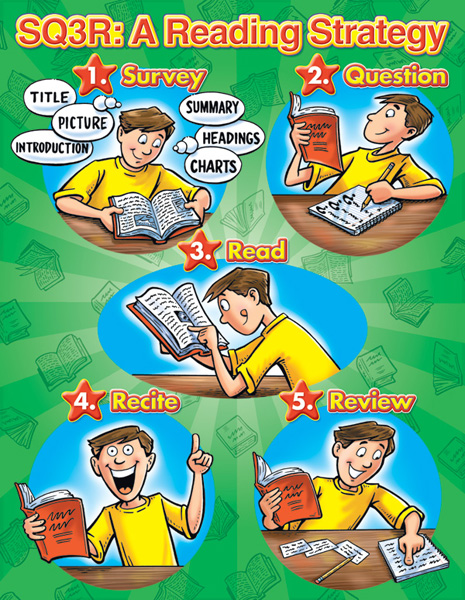 SQ3R: A Reading Strategy
1. Survey
TITLE
PICTURE
INTRODUCTION
SUMMARY
HEADINGS
CHARTS
2. Question
3. Read
4. Recite
5. Review